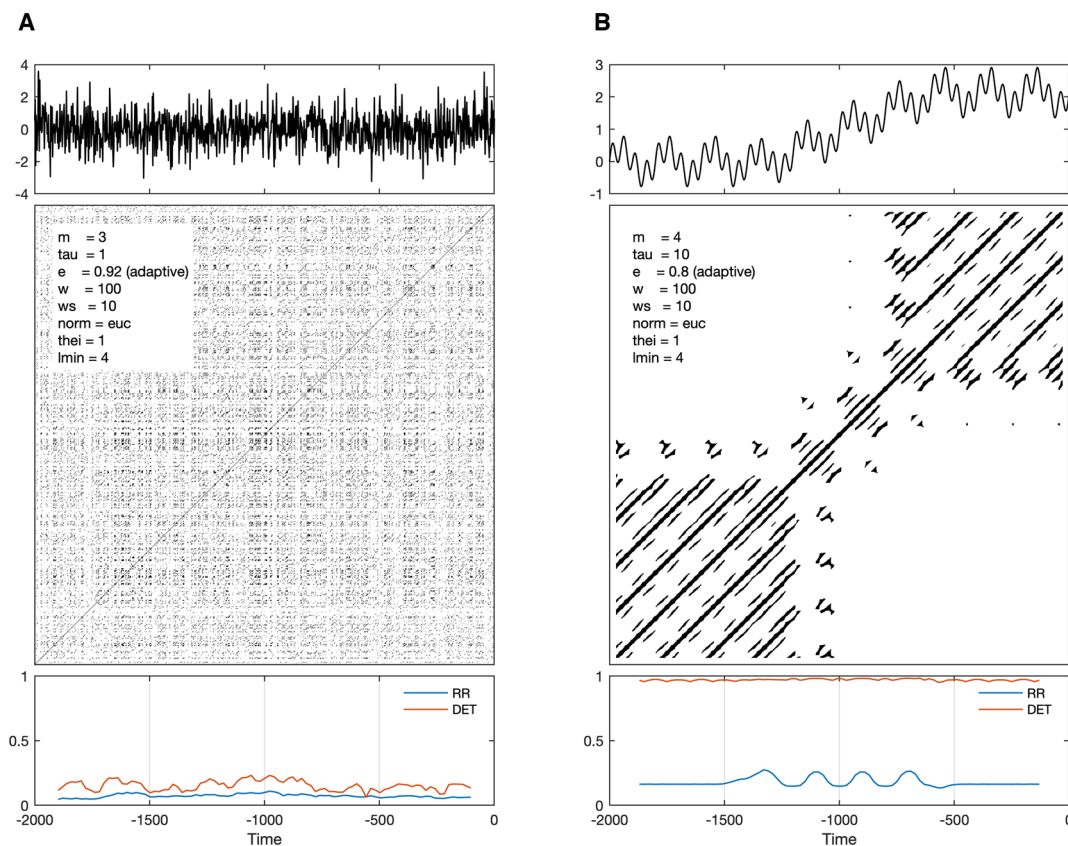 A
4
2
0
-2
-4
m = 3
tau = 1
e = 0.92 (adaptive)
w = 100
ws = 10
norm = euc
thei = 1
lmin = 4
1
0.5
0
RR
DET
-2000 -1500 -1000 -500 0
Time
B
3
2
1
0
-1
m = 4
tau = 10
e = 0.8 (adaptive)
w = 100
ws = 10
norm = euc
thei = 1
lmin = 4
1
0.5
0
RR
DET
-2000 -1500 -1000 -500 0
Time